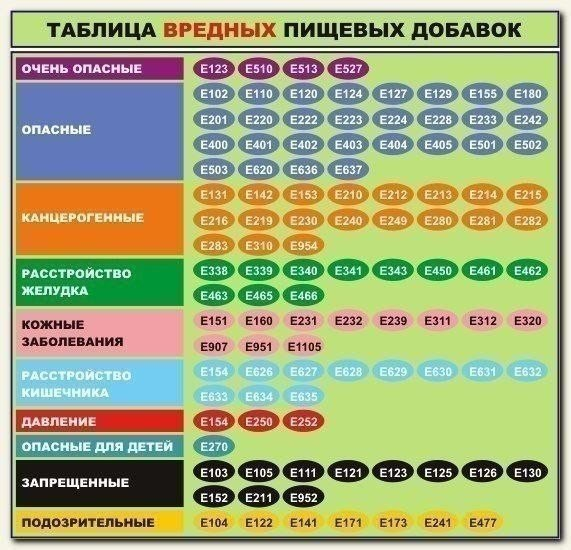 ТАБЛИЦА ВРЕДНЫХ ПИЩЕВЫХ ДОБАВОК
ОЧЕНЬ ОПАСНЫЕ E123 E510 E513 E527
ОПАСНЫЕ
E102 E110 E120 E124 E127 E129 E155 E180
E201 E220 E222 E223 E224 E228 E233 E242
E400 E401 E402 E403 E404 E405 E501 E502
E503 E620 E636 E637
КАНЦЕРОГЕННЫЕ
E131 E142 E153 E210 E212 E213 E214 E215
E216 E219 E230 E240 E249 E280 E281 E282
E283 E310 E954
РАССТРОЙСТВО
ЖЕЛУДКА
E338 E339 E340 E341 E343 E450 E461 E462
E463 E465 E466
КОЖНЫЕ
ЗАБОЛЕВАНИЯ
E151 E160 E231 E232 E239 E311 E312 E320
E907 E951 E1105
РАССТРОЙСТВО
КИШЕЧНИКА
E154 E626 E627 E628 E629 E630 E631 E632
E633 E634 E635
ДАВЛЕНИЕ E154 E250 E252
ОПАСНЫЕ ДЛЯ ДЕТЕЙ E270
ЗАПРЕЩЕННЫЕ
E103 E105 E111 E121 E123 E125 E126 E130
E152 E211 E952
ПОДОЗРИТЕЛЬНЫЕ E104 E122 E141 E171 E173 E241 E477